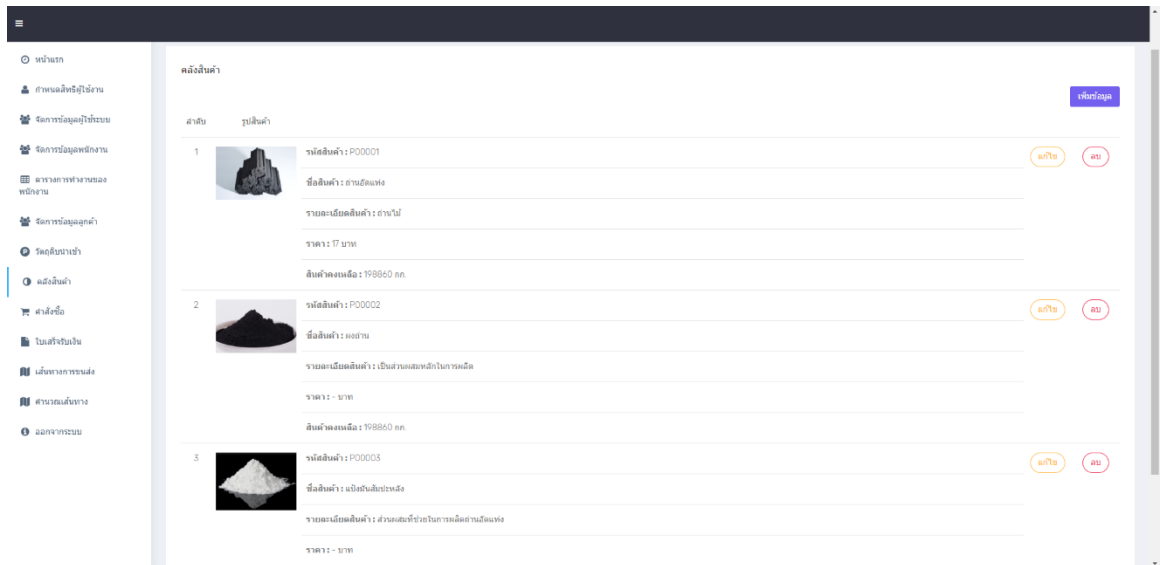 หน้าแรก
กำหนดสิทธิผู้ใช้งาน
จัดการข้อมูลผู้ใช้ระบบ
จัดการข้อมูลพนักงาน
ตารางการทำงานของ
พนักงาน
จัดการข้อมูลลูกค้า
วัตถุดิบนำเข้า
คลังสินค้า
คำสั่งซื้อ
ใบเสร็จรับเงิน
เส้นทางการขนส่ง
คำนวณเส้นทาง
ออกจากระบบ
คลังสินค้า
เพิ่มข้อมูล
ลำดับ รูปสินค้า
1 รหัสสินค้า : P00001 แก้ไข ลบ
ชื่อสินค้า : ถ่านอัดแท่ง
รายละเอียดสินค้า : ถ่านไม้
ราคา : 17 บาท
สินค้าคงเหลือ : 198860 กก.
2 รหัสสินค้า : P00002 แก้ไข ลบ
ชื่อสินค้า : ผงถ่าน
รายละเอียดสินค้า : เป็นส่วนผสมหลักในการผลิต
ราคา : - บาท
สินค้าคงเหลือ : 198860 กก.
3 รหัสสินค้า : P00003 แก้ไข ลบ
ชื่อสินค้า : แป้งมันสัมปะหลัง
รายละเอียดสินค้า : ส่วนผสมที่ช่วยในการผลิตถ่านอัดแท่ง
ราคา : - บาท